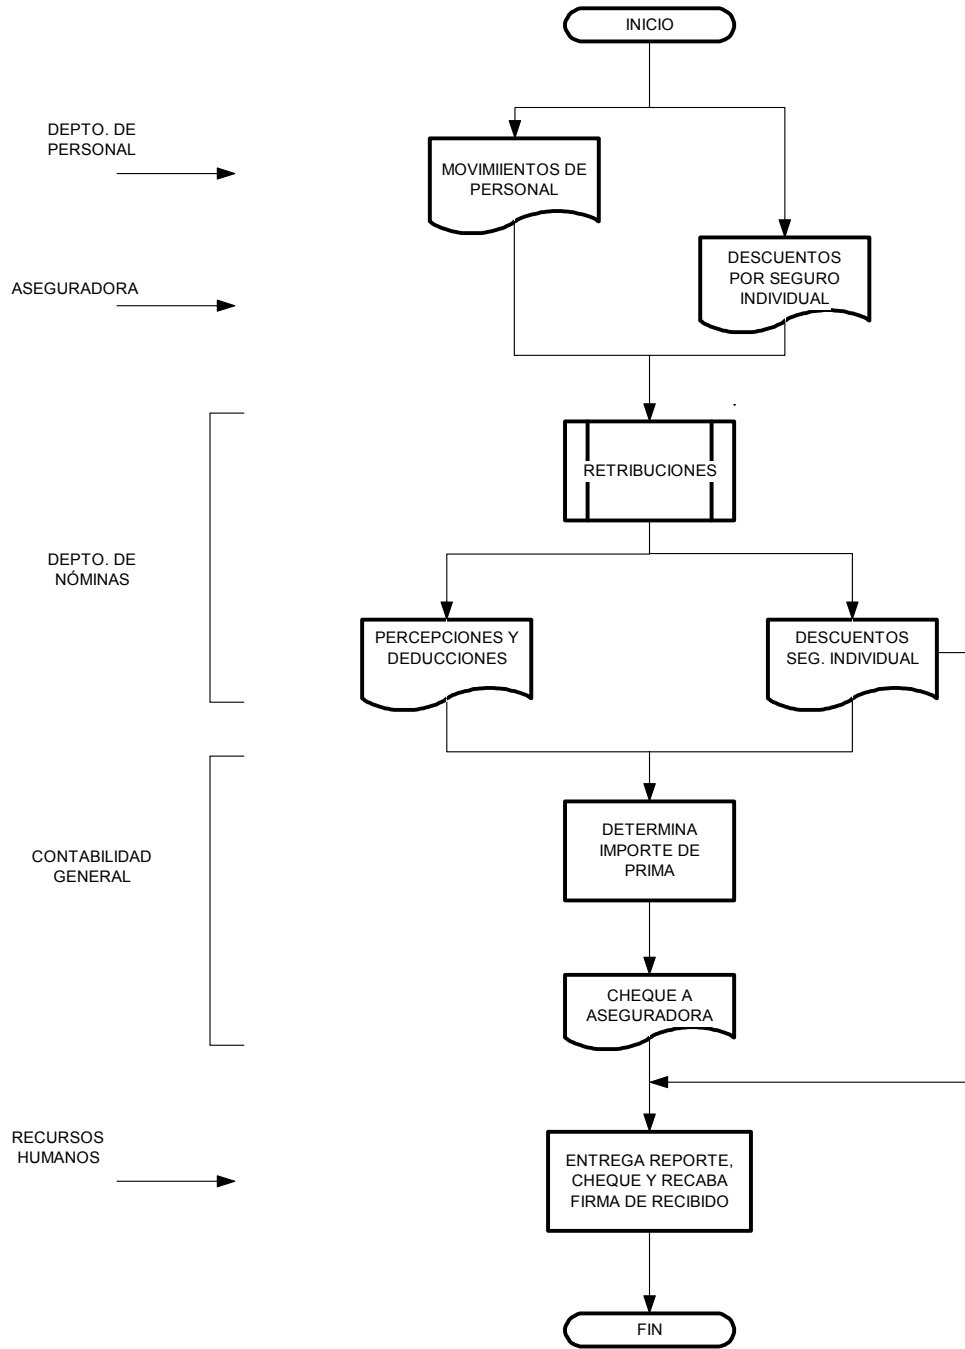 INICIO
DEPTO. DE
PERSONAL
MOVIMIIENTOS DE
PERSONAL
ASEGURADORA
DESCUENTOS
POR SEGURO
INDIVIDUAL
RETRIBUCIONES
DEPTO. DE
NÓMINAS
PERCEPCIONES Y
DEDUCCIONES
DESCUENTOS
SEG. INDIVIDUAL
CONTABILIDAD
GENERAL
DETERMINA
IMPORTE DE
PRIMA
CHEQUE A
ASEGURADORA
RECURSOS
HUMANOS
ENTREGA REPORTE,
CHEQUE Y RECABA
FIRMA DE RECIBIDO
FIN